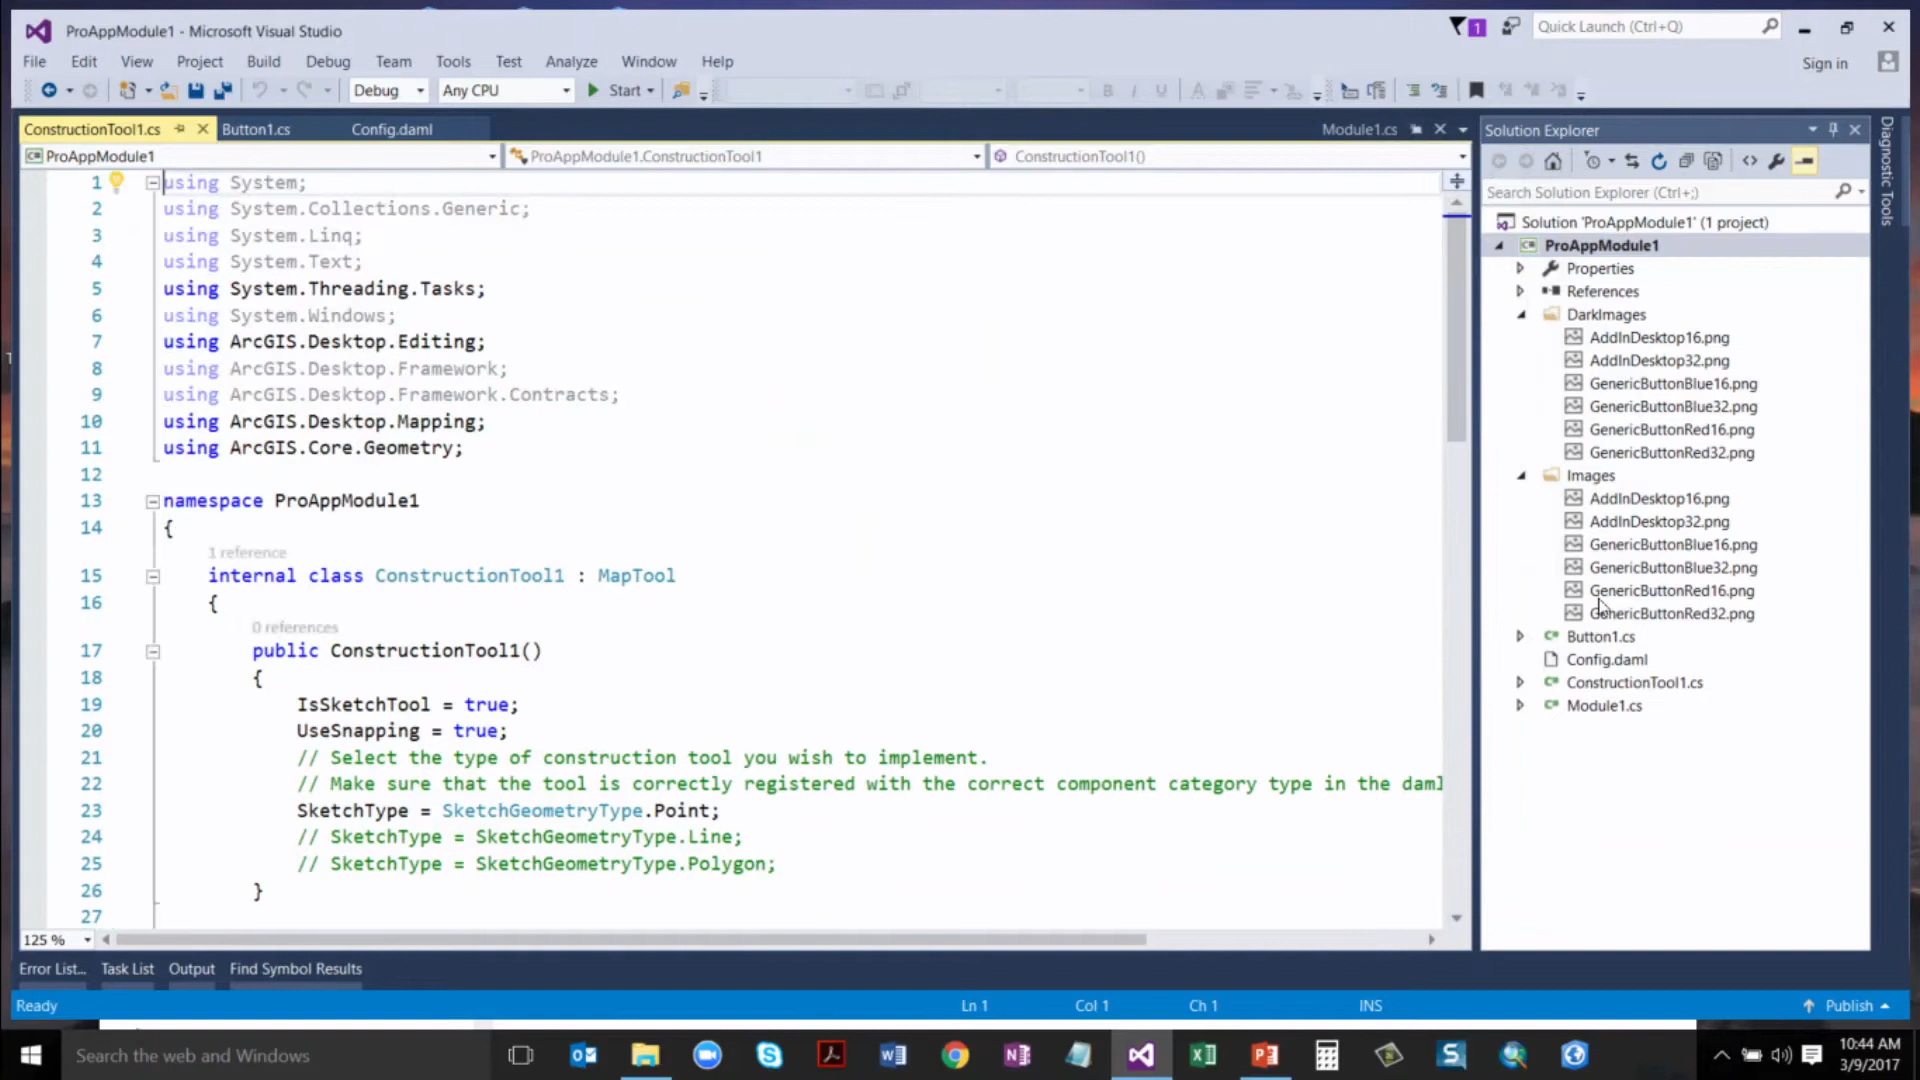 ProAppModule1 - Microsoft Visual Studio
1
Quick Launch (Ctrl+Q)
File Edit View Project Build Debug Team Tools Test Analyze Window Help
Sign in
Debug Any CPU Start
ConstructionTool1.cs Button1.cs Config.daml Module1.cs
ProAppModule1 ProAppModule1.ConstructionTool1 ConstructionTool1()
1 using System;
2 using System.Collections.Generic;
3 using System.Linq;
4 using System.Text;
5 using System.Threading.Tasks;
6 using System.Windows;
7 using ArcGIS.Desktop.Editing;
8 using ArcGIS.Desktop.Framework;
9 using ArcGIS.Desktop.Framework.Contracts;
10 using ArcGIS.Desktop.Mapping;
11 using ArcGIS.Core.Geometry;
12
13 namespace ProAppModule1
14 {
1 reference
15 internal class ConstructionTool1 : MapTool
16 {
0 references
17 public ConstructionTool1()
18 {
19 IsSketchTool = true;
20 UseSnapping = true;
21 // Select the type of construction tool you wish to implement.
22 // Make sure that the tool is correctly registered with the correct component category type in the daml
23 SketchType = SketchGeometryType.Point;
24 // SketchType = SketchGeometryType.Line;
25 // SketchType = SketchGeometryType.Polygon;
26 }
27
125 %
Solution Explorer
Search Solution Explorer (Ctrl+;)
Solution 'ProAppModule1' (1 project)
C# ProAppModule1
Properties
References
DarkImages
AddInDesktop16.png
AddInDesktop32.png
GenericButtonBlue16.png
GenericButtonBlue32.png
GenericButtonRed16.png
GenericButtonRed32.png
Images
AddInDesktop16.png
AddInDesktop32.png
GenericButtonBlue16.png
GenericButtonBlue32.png
GenericButtonRed16.png
GenericButtonRed32.png
C# Button1.cs
Config.daml
C# ConstructionTool1.cs
C# Module1.cs
Diagnostic Tools
Error List... Task List Output Find Symbol Results
Ready Ln 1 Col 1 Ch 1 INS Publish
Search the web and Windows
10:44 AM
3/9/2017